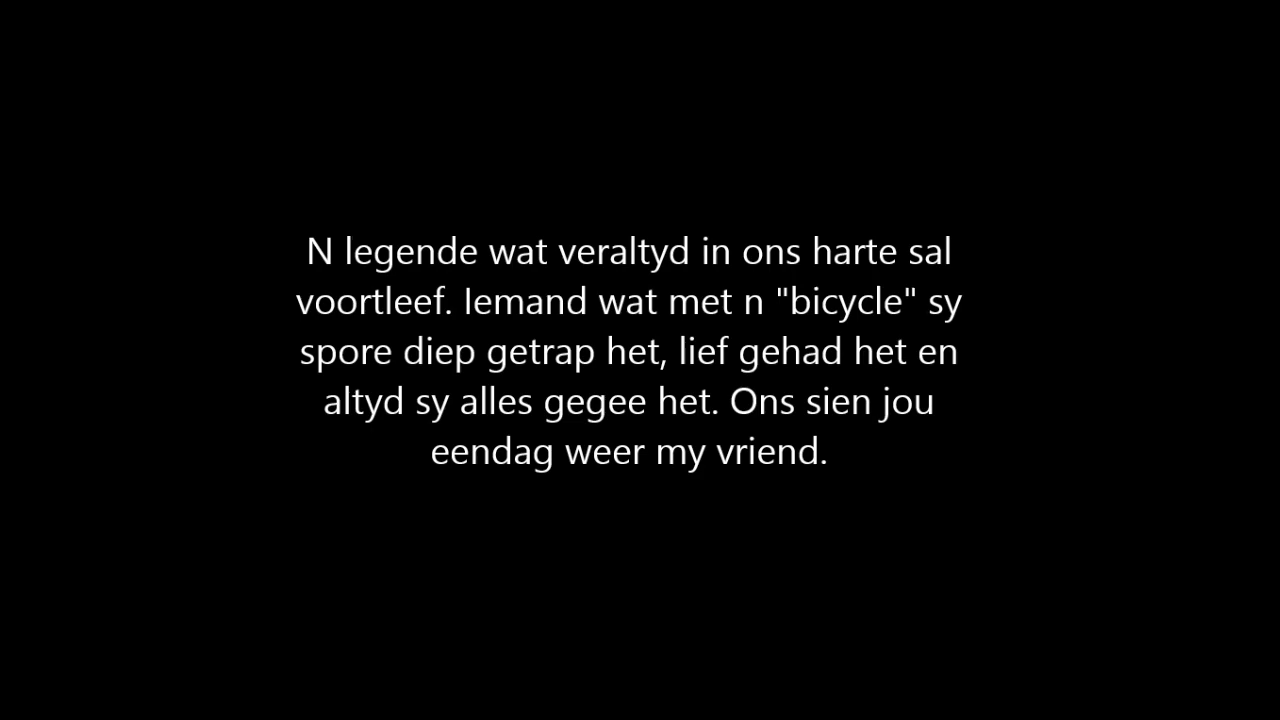 N legende wat veraltyd in ons harte sal
voortleef. Iemand wat met n "bicycle" sy
spore diep getrap het, lief gehad het en
altyd sy alles gegee het. Ons sien jou
eendag weer my vriend.